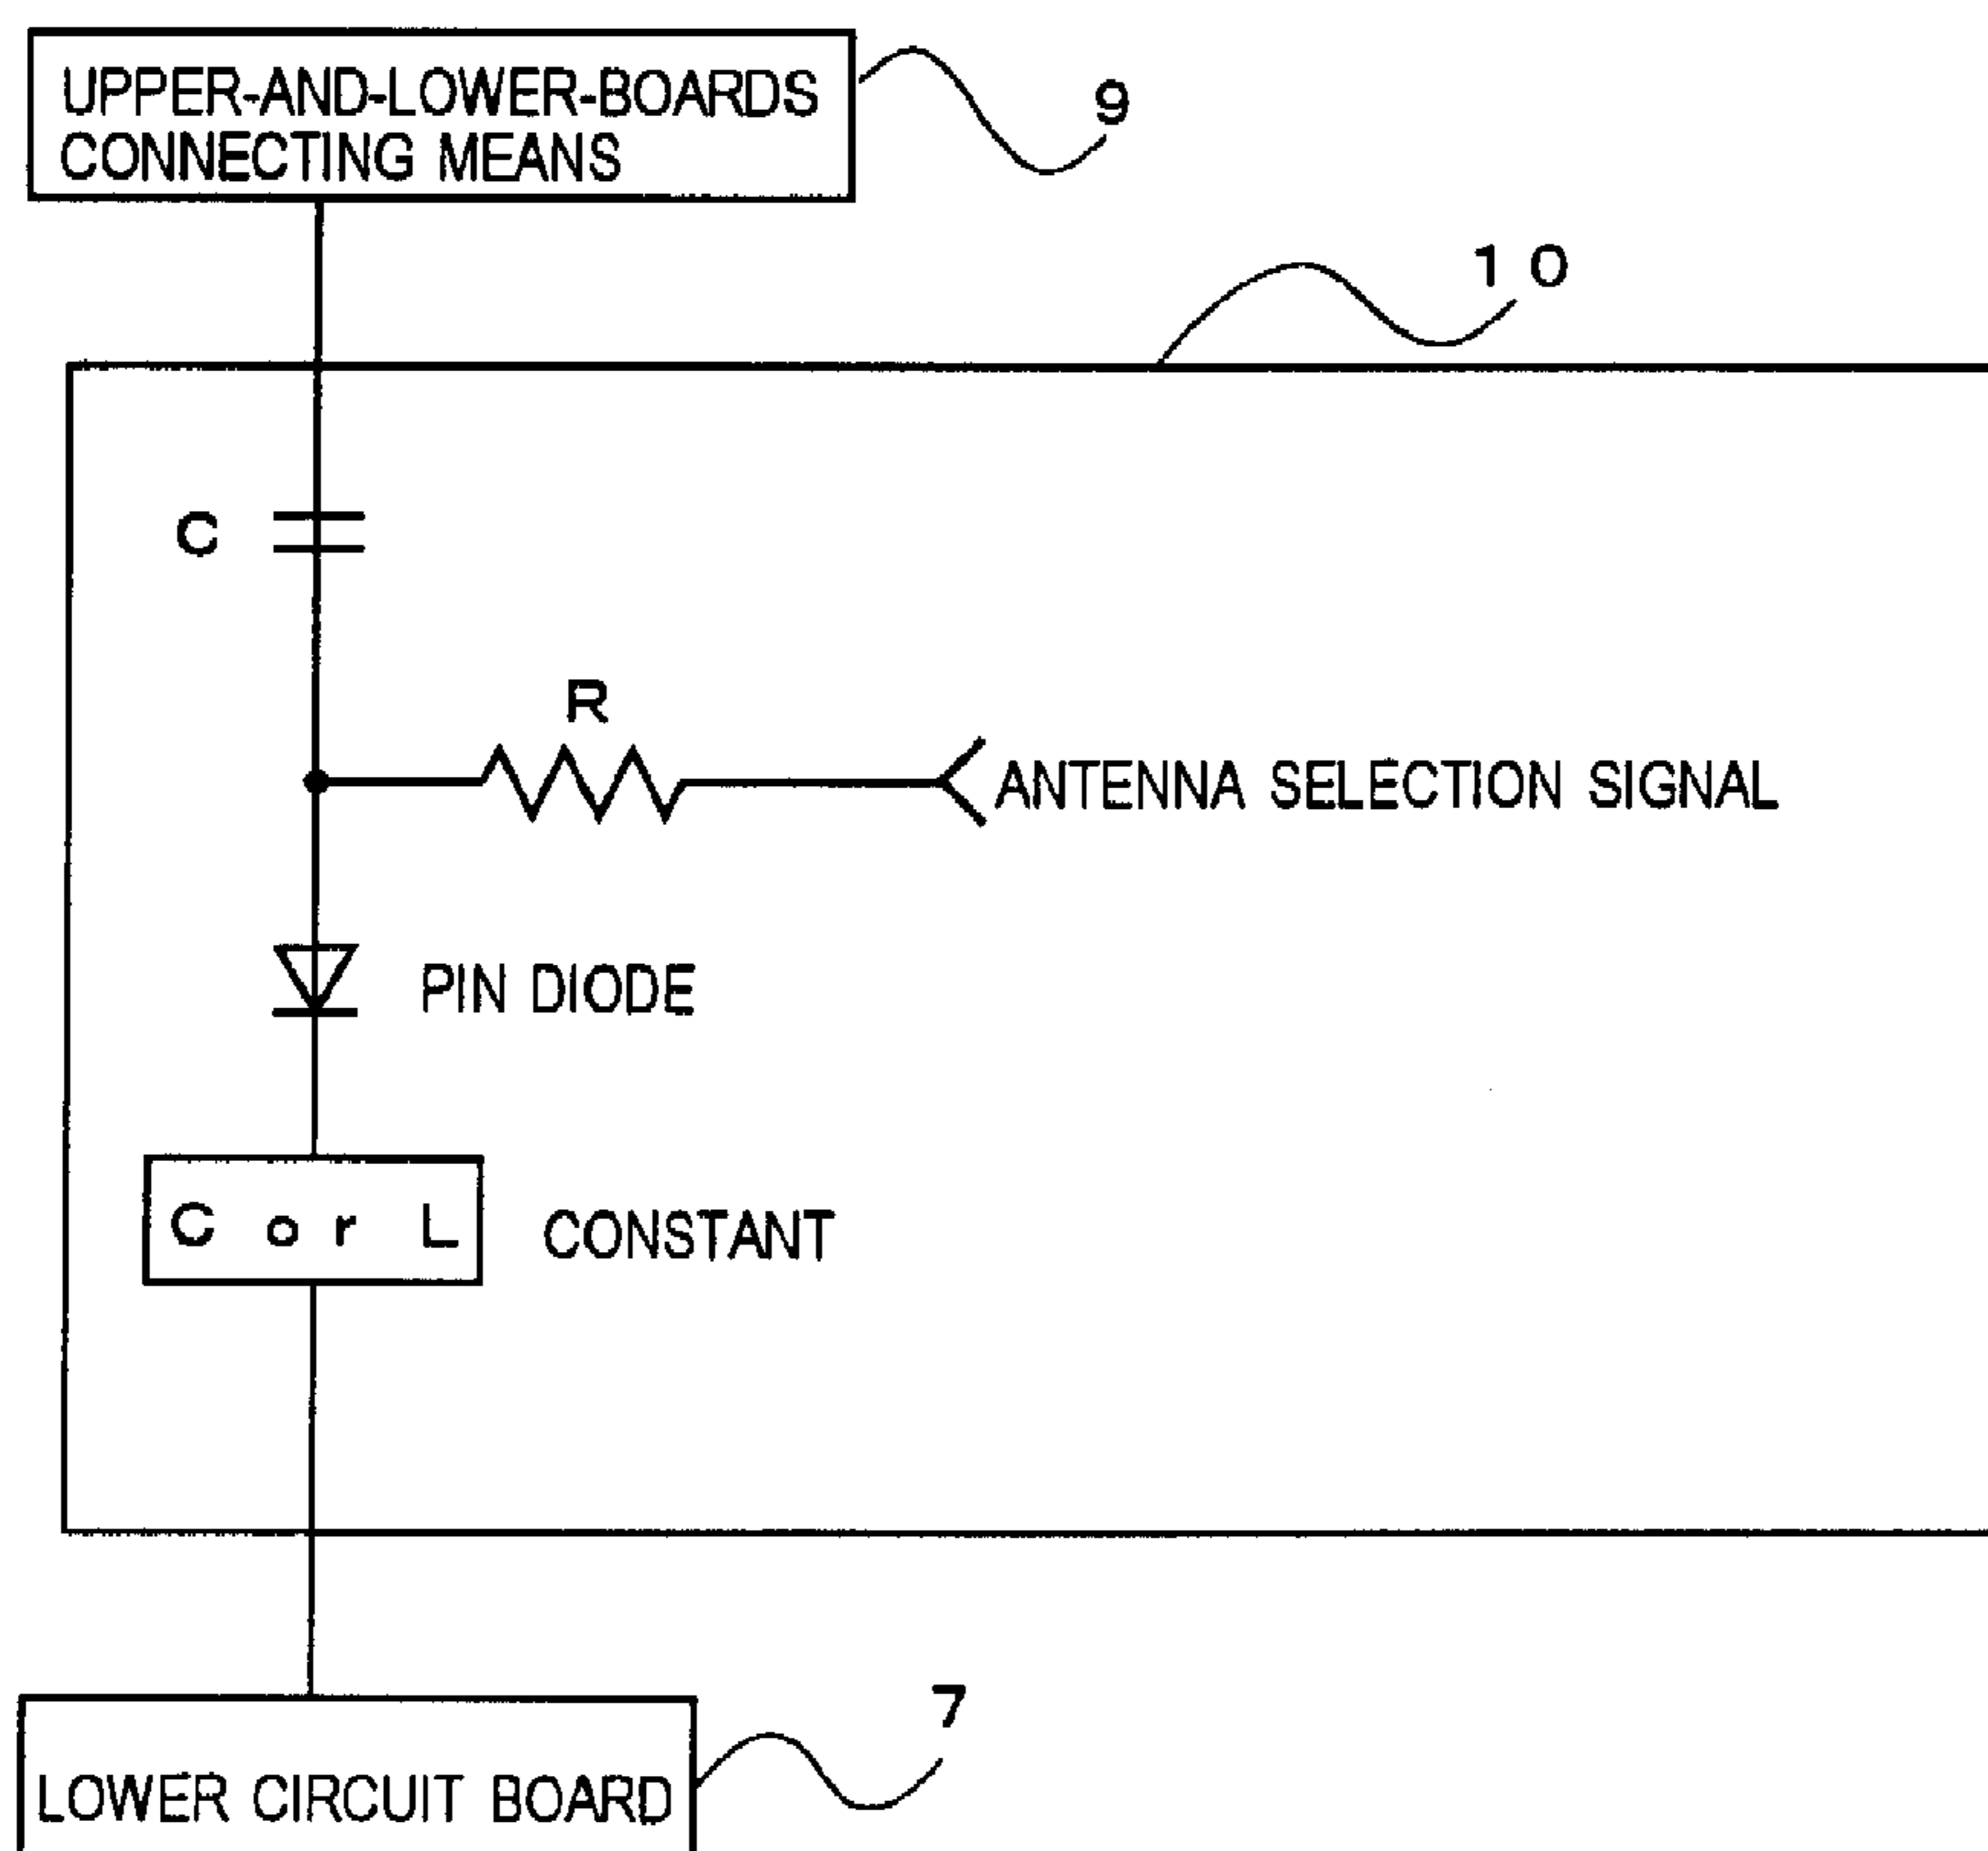 UPPER-AND-LOWER-BOARDS
CONNECTING MEANS
9
10
C
R
ANTENNA SELECTION SIGNAL
PIN DIODE
C or L
CONSTANT
7
LOWER CIRCUIT BOARD